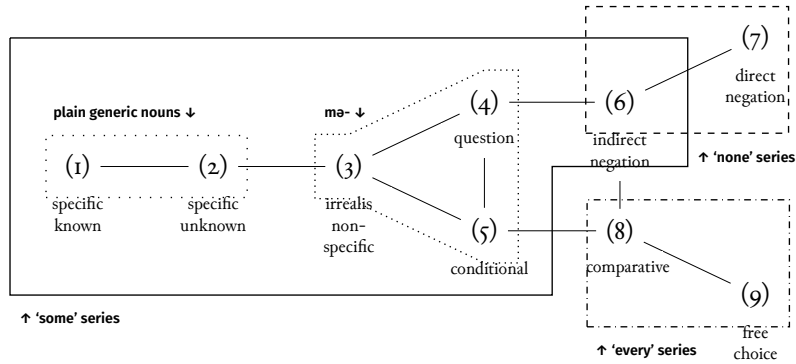 (7)
direct
negation
plain generic nouns ↓
mə- ↓
(4)
question
(6)
indirect
negation
↑ 'none' series
(1)
specific
known
(2)
specific
unknown
(3)
irrealis
non-
specific
(5)
conditional
(8)
comparative
(9)
free
choice
↑ 'some' series
↑ 'every' series